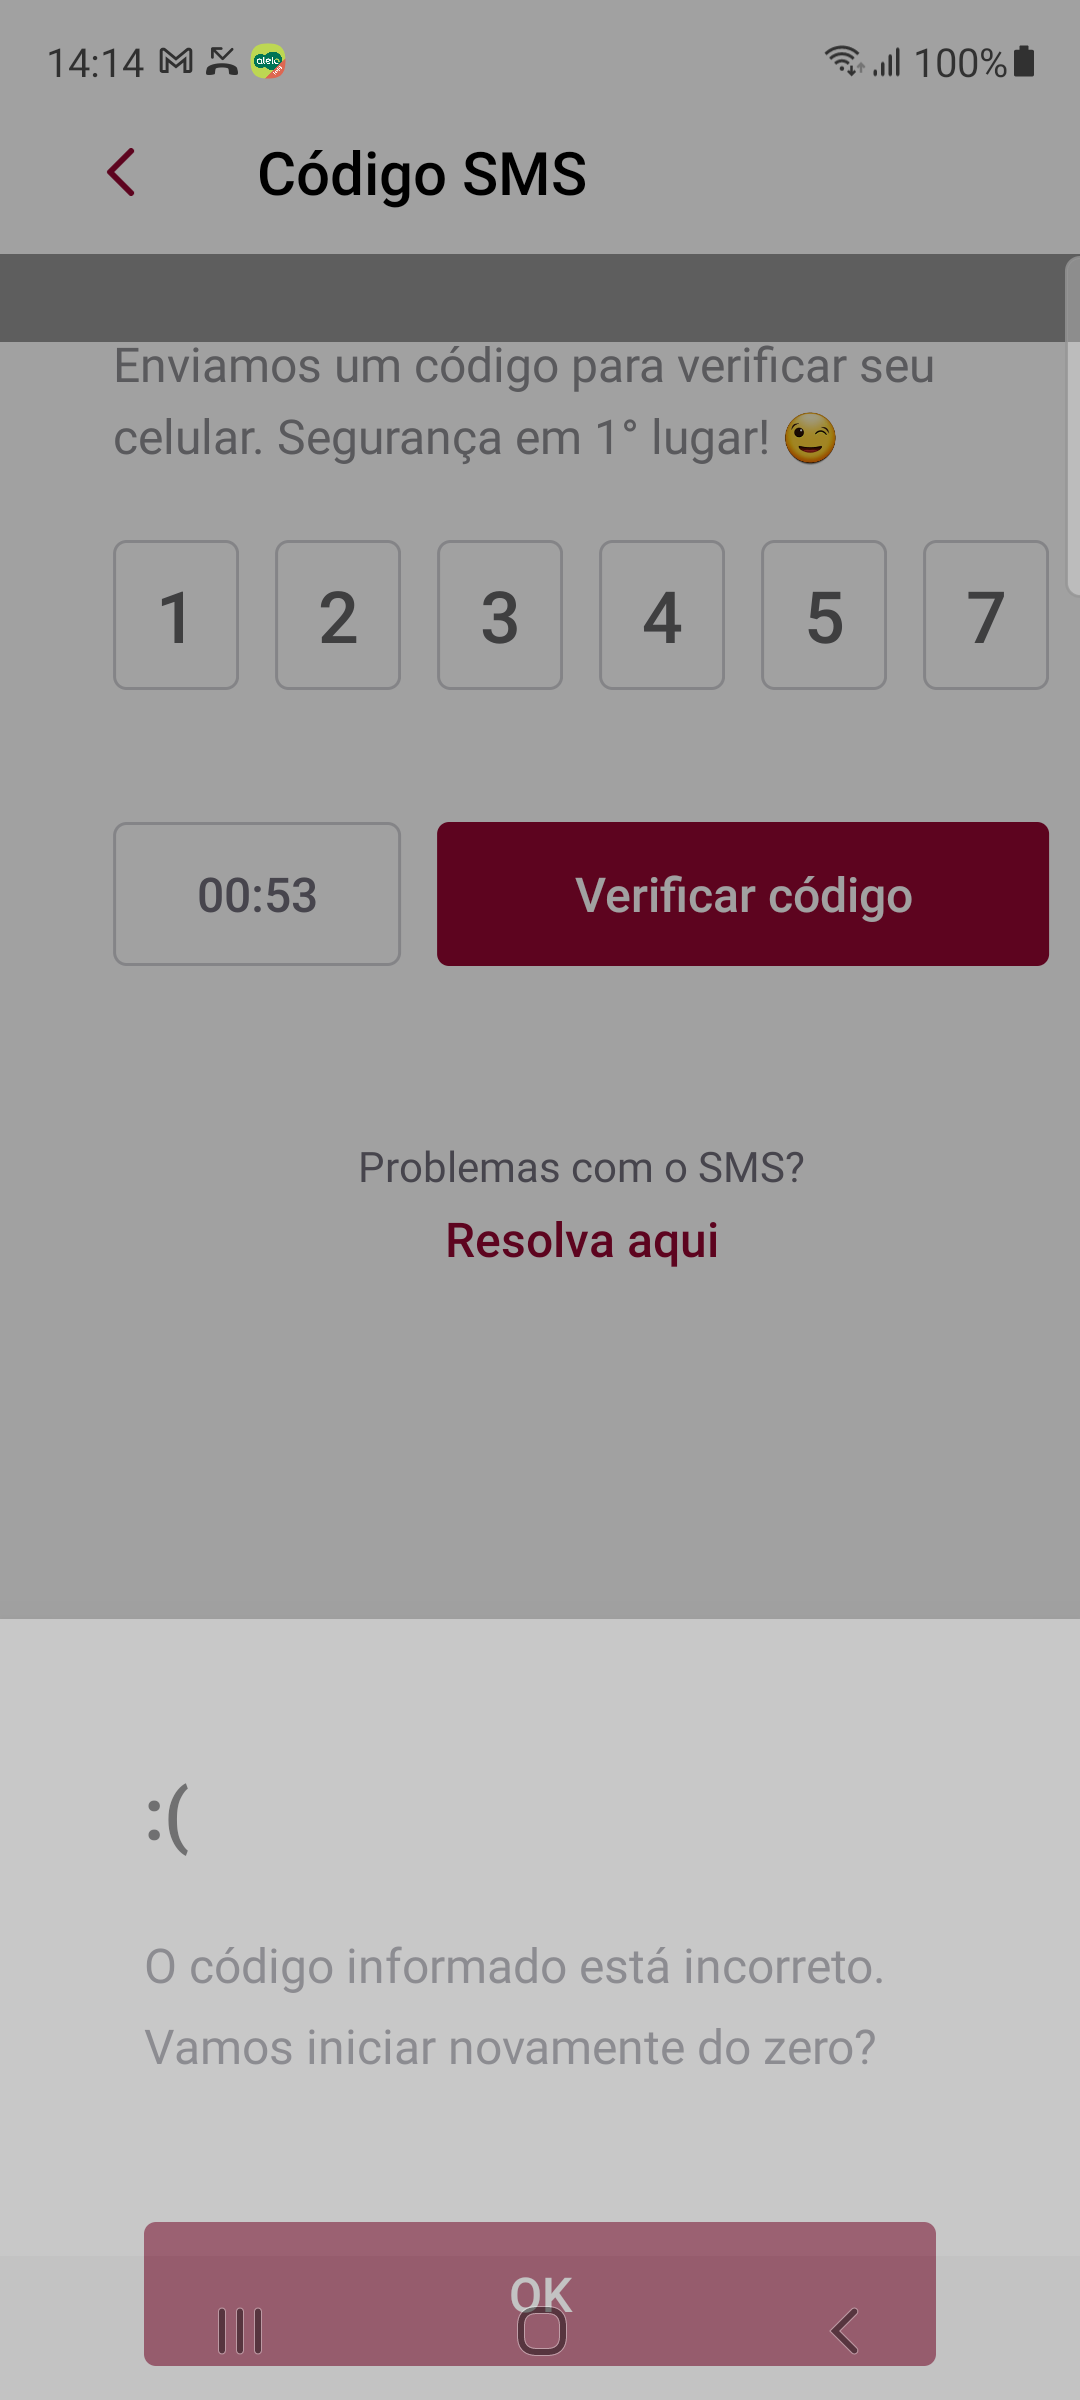 14:14 alelo 100%
Código SMS
Enviamos um código para verificar seu
celular. Segurança em 1° lugar! 😉
1 2 3 4 5 7
00:53 Verificar código
Problemas com o SMS?
Resolva aqui
:(
O código informado está incorreto.
Vamos iniciar novamente do zero?
OK